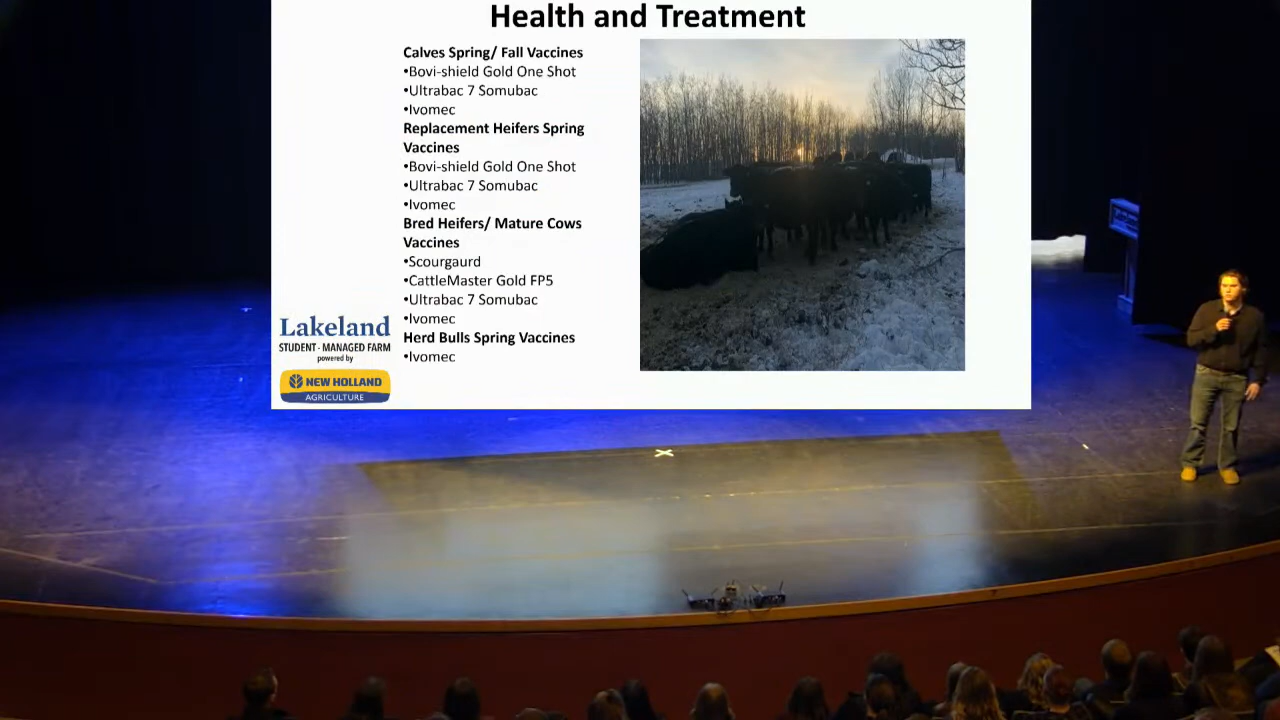 Health and Treatment
Calves Spring/ Fall Vaccines
•Bovi-shield Gold One Shot
•Ultrabac 7 Somubac
•Ivomec
Replacement Heifers Spring
Vaccines
•Bovi-shield Gold One Shot
•Ultrabac 7 Somubac
•Ivomec
Bred Heifers/ Mature Cows
Vaccines
•Scourgaurd
•CattleMaster Gold FP5
•Ultrabac 7 Somubac
•Ivomec
Herd Bulls Spring Vaccines
•Ivomec
Lakeland
STUDENT-MANAGED FARM
powered by
NEW HOLLAND
AGRICULTURE